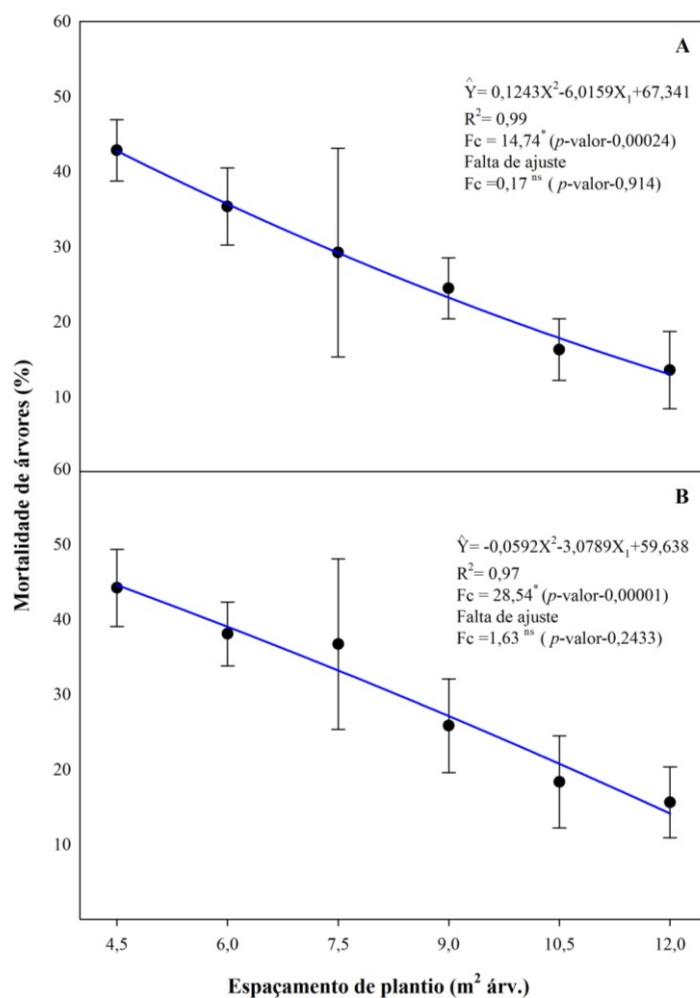 Mortalidade de árvores (%)
60
50
40
30
20
10
A
Ŷ= 0,1243X²-6,0159X₁+67,341
R²= 0,99
Fc = 14,74* (p-valor-0,00024)
Falta de ajuste
Fc =0,17 ns ( p-valor-0,914)
60
50
40
30
20
10
B
Ŷ= -0,0592X²-3,0789X₁+59,638
R²= 0,97
Fc = 28,54* (p-valor-0,00001)
Falta de ajuste
Fc =1,63 ns ( p-valor-0,2433)
4,5 6,0 7,5 9,0 10,5 12,0
Espaçamento de plantio (m² árv.)